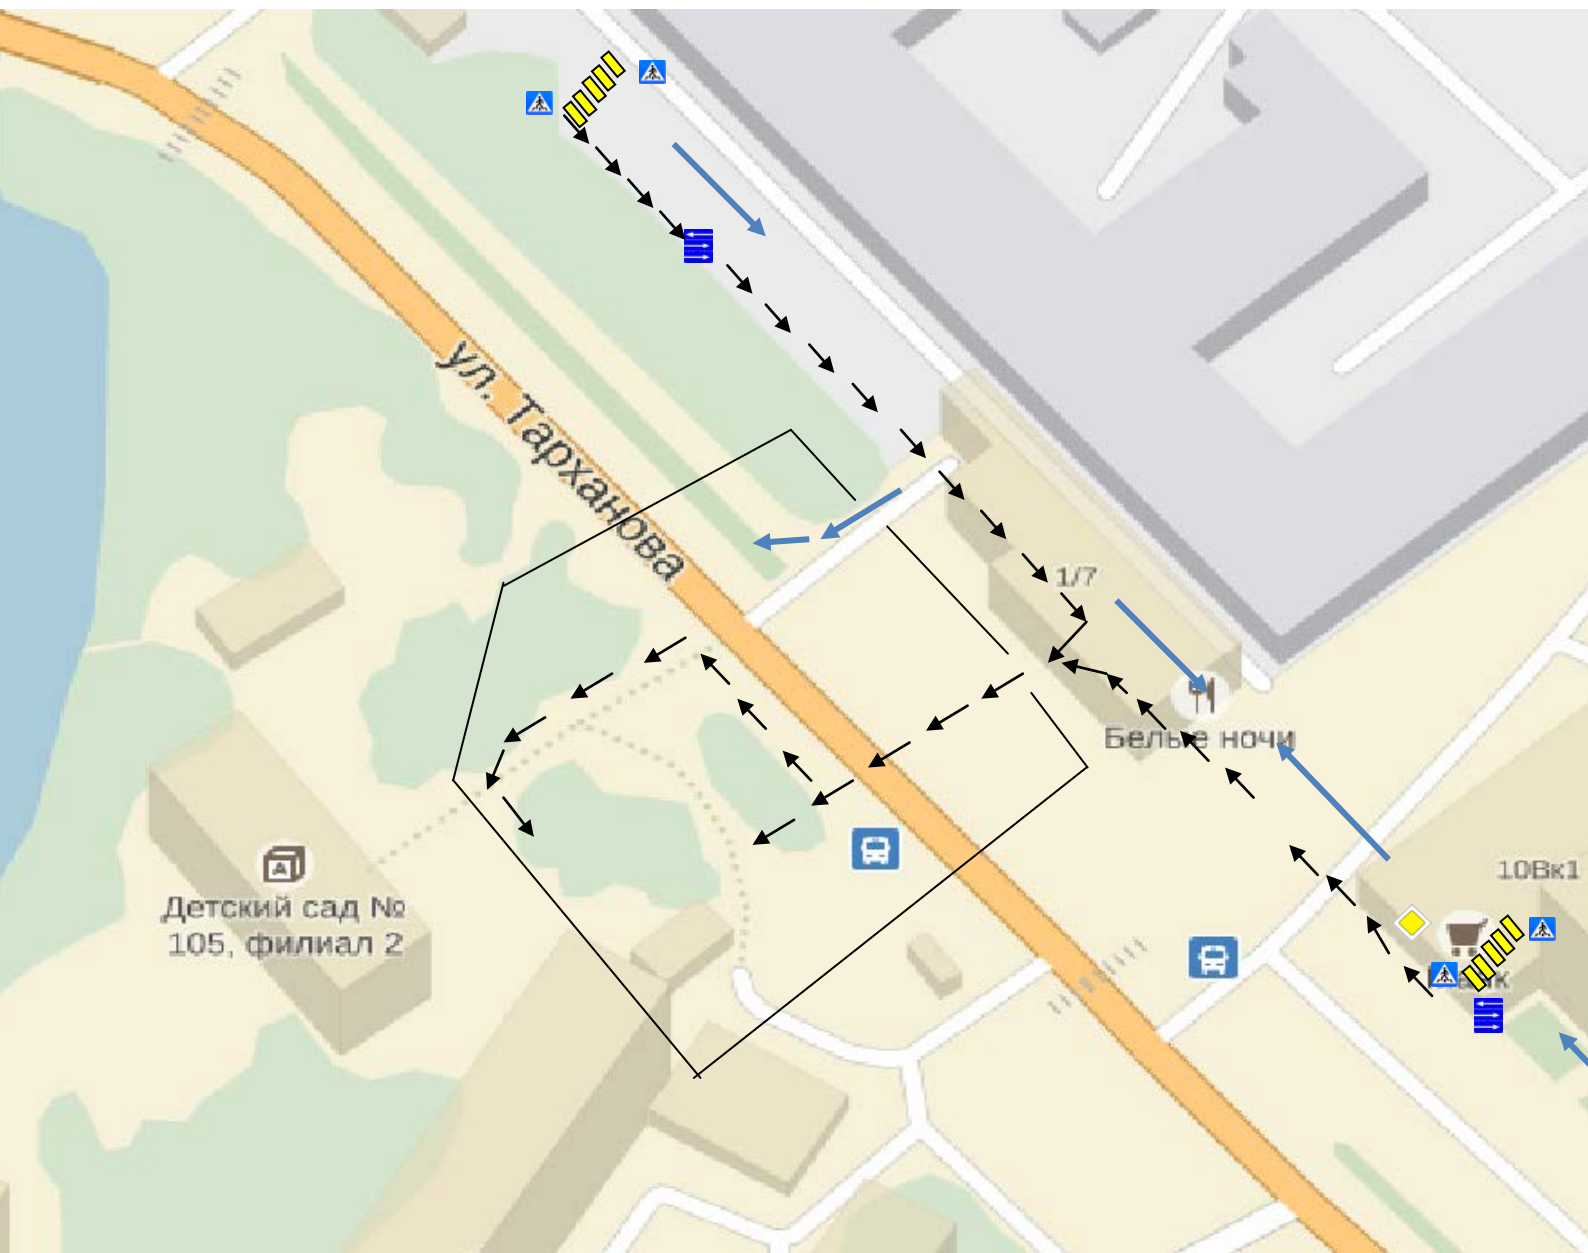 ул. Тарханова
1/7
Белые ночи
10Вк1
Детский сад №
105, филиал 2